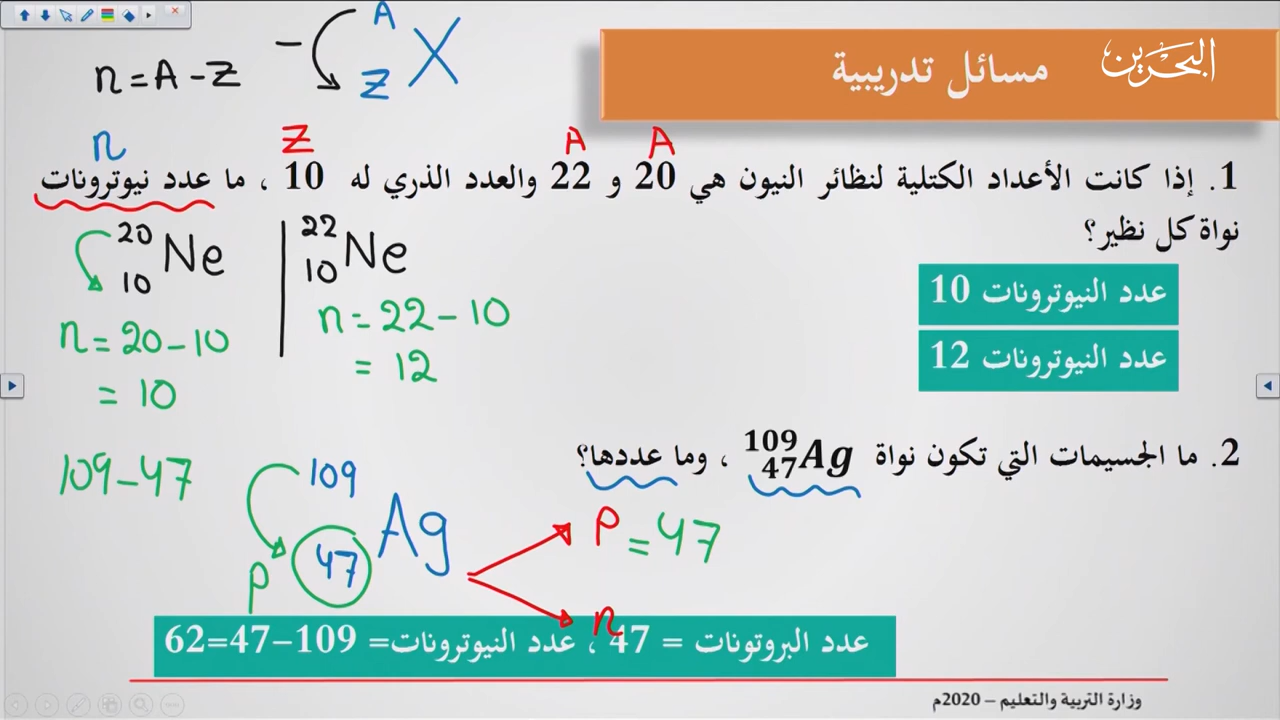 البحرين
مسائل تدريبية
n = A – Z
–
A
Z
X
n
Z
A
A
1. إذا كانت الأعداد الكتلية لنظائر النيون هي 20 و 22 والعدد الذري له 10 ، ما عدد نيوترونات
نواة كل نظير؟
20
10
Ne
n = 20 – 10
= 10
22
10
Ne
n = 22 – 10
= 12
عدد النيوترونات 10
عدد النيوترونات 12
2. ما الجسيمات التي تكون نواة ¹⁰⁹₄₇Ag ، وما عددها؟
109 – 47
109
47
Ag
P
P = 47
n
عدد البروتونات = 47 ، عدد النيوترونات= 109–47=62
وزارة التربية والتعليم – 2020م